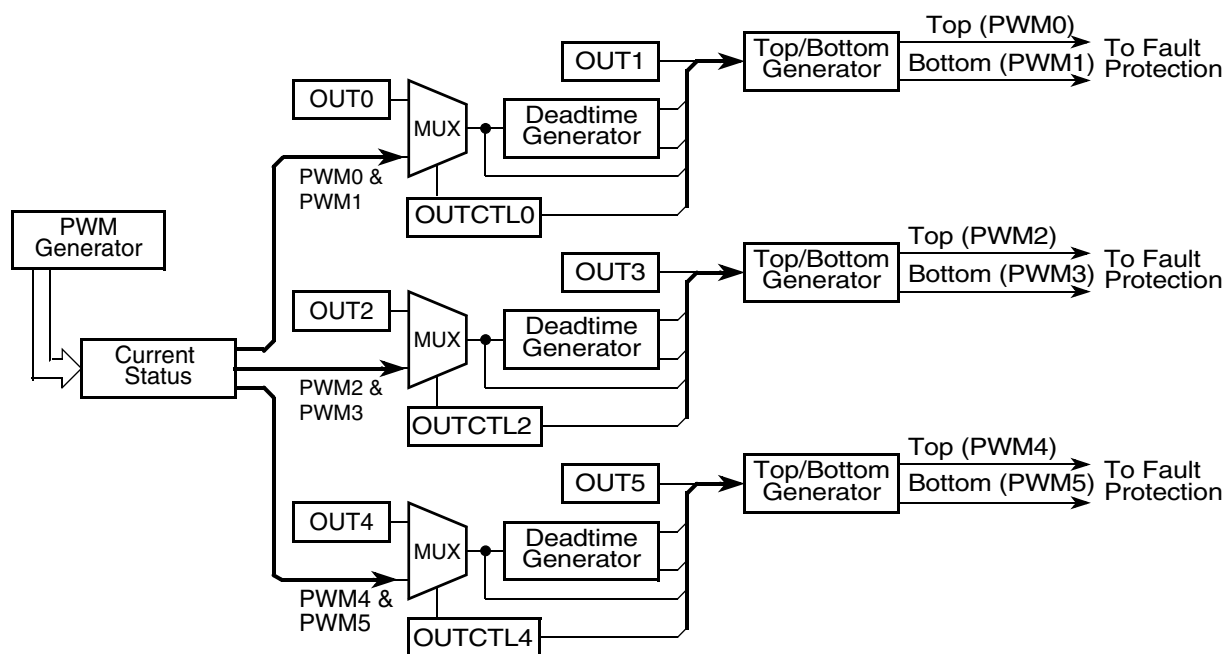 OUT1
Top/Bottom
Generator
Top (PWM0)
Bottom (PWM1)
To Fault
Protection
OUT0
MUX
Deadtime
Generator
PWM0 &
PWM1
OUTCTL0
PWM
Generator
Current
Status
OUT3
Top/Bottom
Generator
Top (PWM2)
Bottom (PWM3)
To Fault
Protection
OUT2
MUX
Deadtime
Generator
PWM2 &
PWM3
OUTCTL2
OUT5
Top/Bottom
Generator
Top (PWM4)
Bottom (PWM5)
To Fault
Protection
OUT4
MUX
Deadtime
Generator
PWM4 &
PWM5
OUTCTL4